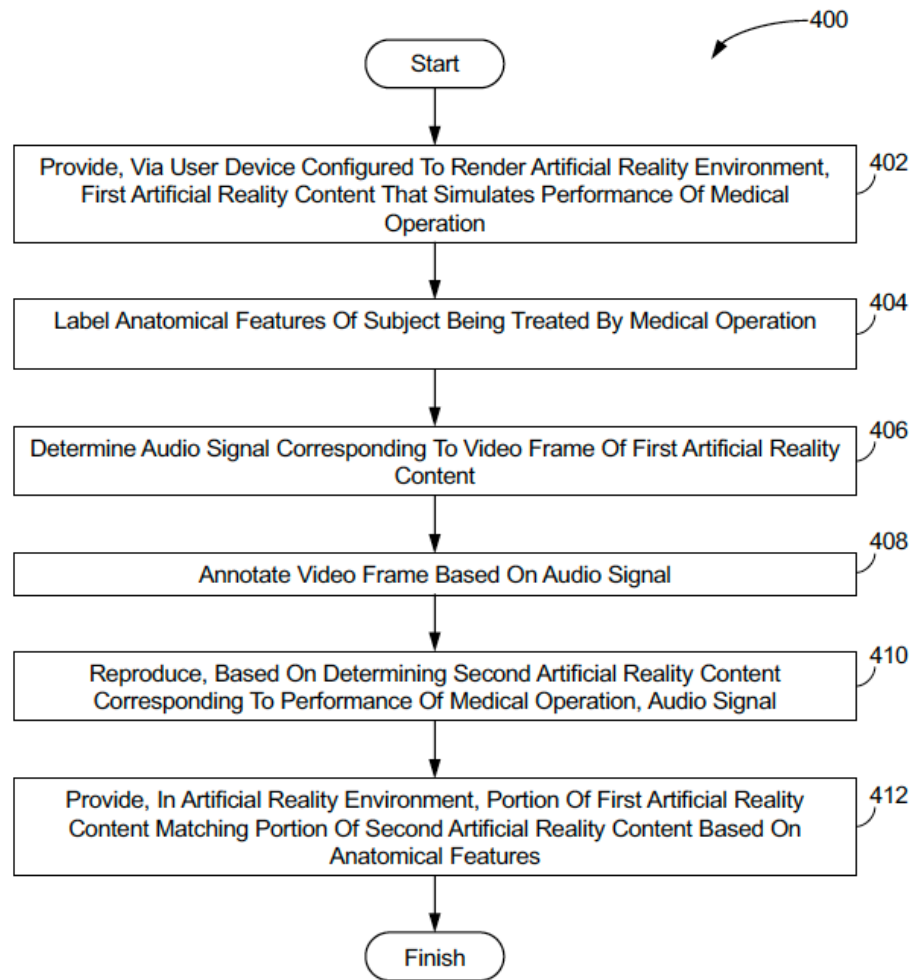 400
Start
Provide, Via User Device Configured To Render Artificial Reality Environment,
First Artificial Reality Content That Simulates Performance Of Medical
Operation
402
Label Anatomical Features Of Subject Being Treated By Medical Operation
404
Determine Audio Signal Corresponding To Video Frame Of First Artificial Reality
Content
406
Annotate Video Frame Based On Audio Signal
408
Reproduce, Based On Determining Second Artificial Reality Content
Corresponding To Performance Of Medical Operation, Audio Signal
410
Provide, In Artificial Reality Environment, Portion Of First Artificial Reality
Content Matching Portion Of Second Artificial Reality Content Based On
Anatomical Features
412
Finish